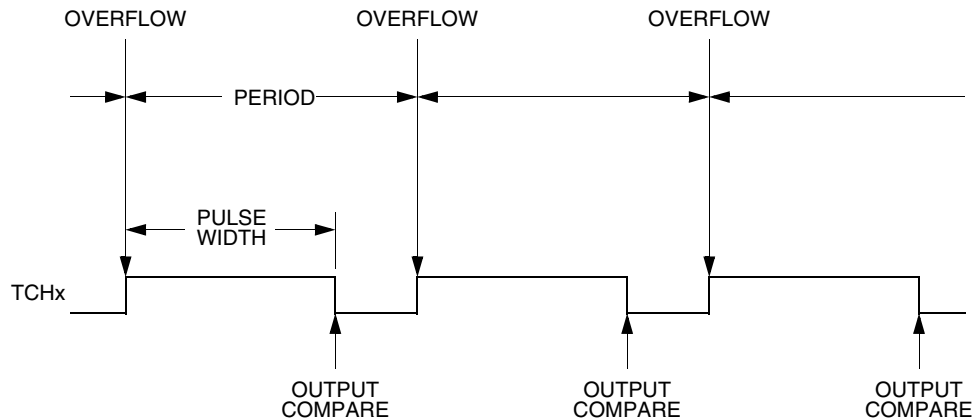 OVERFLOW
OVERFLOW
OVERFLOW
PERIOD
PULSE
WIDTH
TCHx
OUTPUT
COMPARE
OUTPUT
COMPARE
OUTPUT
COMPARE